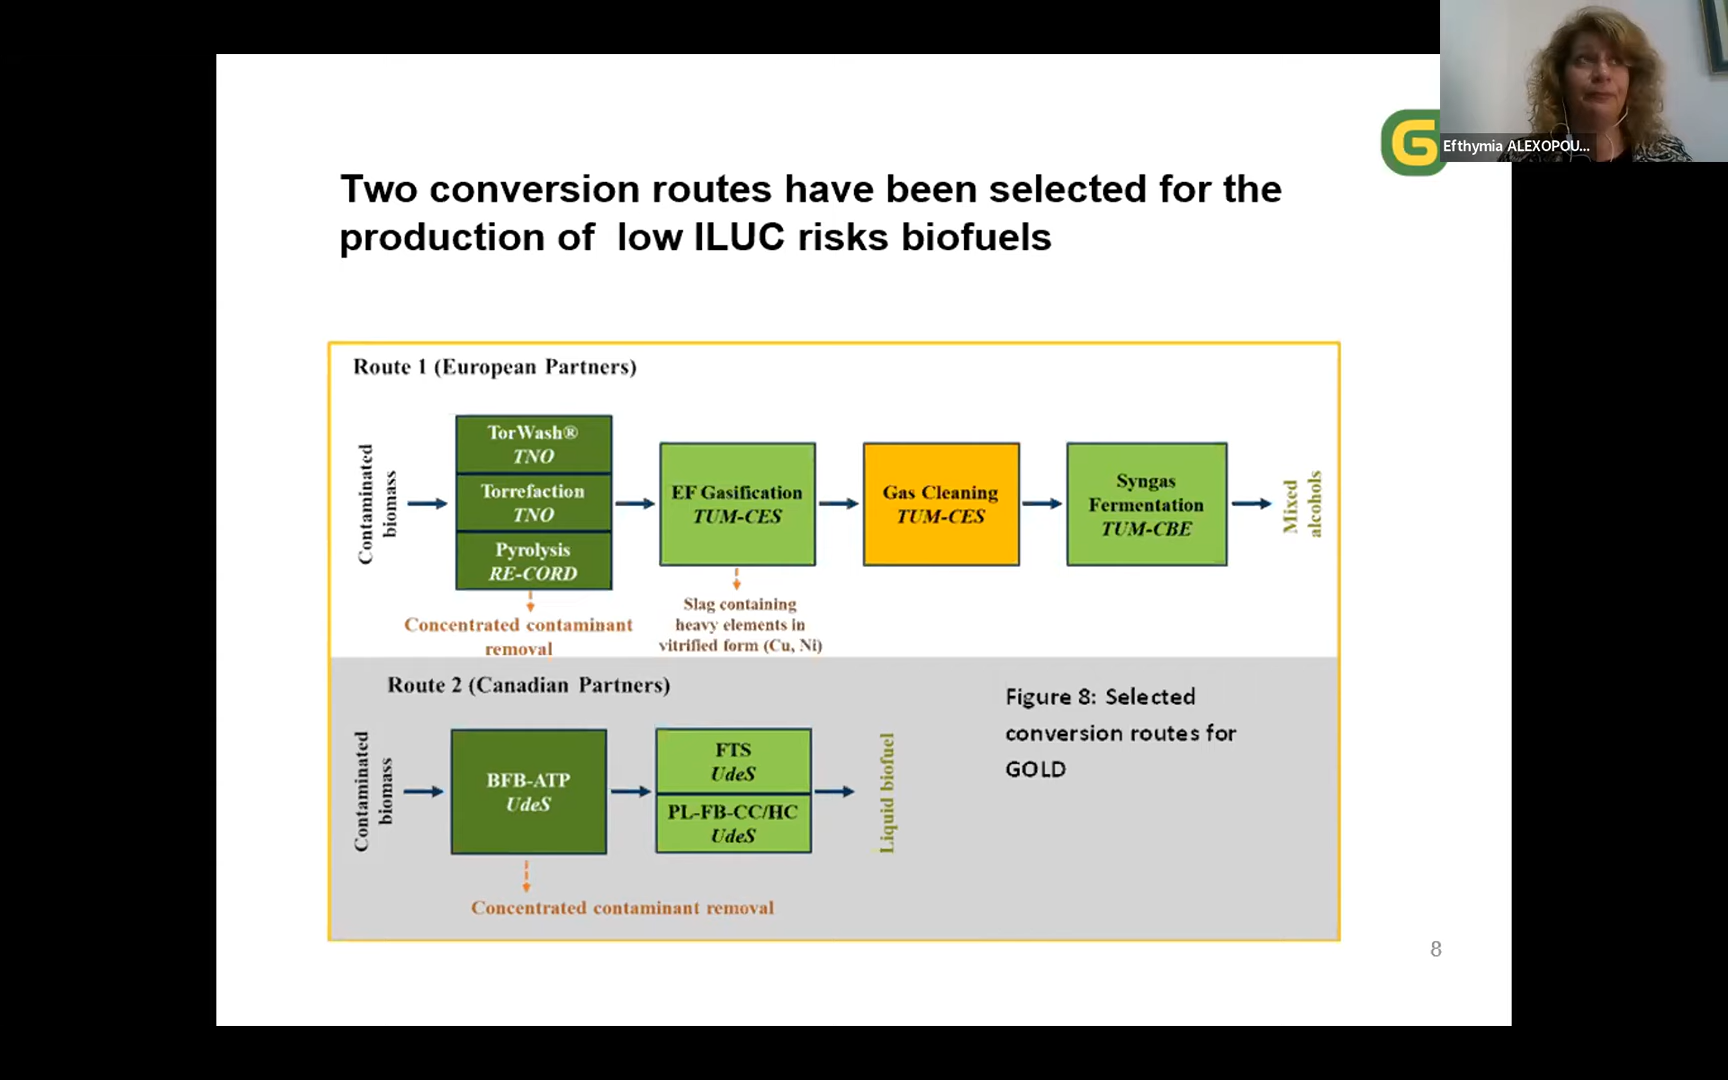 G
Efthymia ALEXOPOU...
Two conversion routes have been selected for the
production of low ILUC risks biofuels
Route 1 (European Partners)
Contaminated
biomass
TorWash®
TNO
Torrefaction
TNO
Pyrolysis
RE-CORD
EF Gasification
TUM-CES
Gas Cleaning
TUM-CES
Syngas
Fermentation
TUM-CBE
Mixed
alcohols
Concentrated contaminant
removal
Slag containing
heavy elements in
vitrified form (Cu, Ni)
Route 2 (Canadian Partners)
Contaminated
biomass
BFB-ATP
UdeS
FTS
UdeS
PL-FB-CC/HC
UdeS
Liquid biofuel
Concentrated contaminant removal
Figure 8: Selected
conversion routes for
GOLD
8